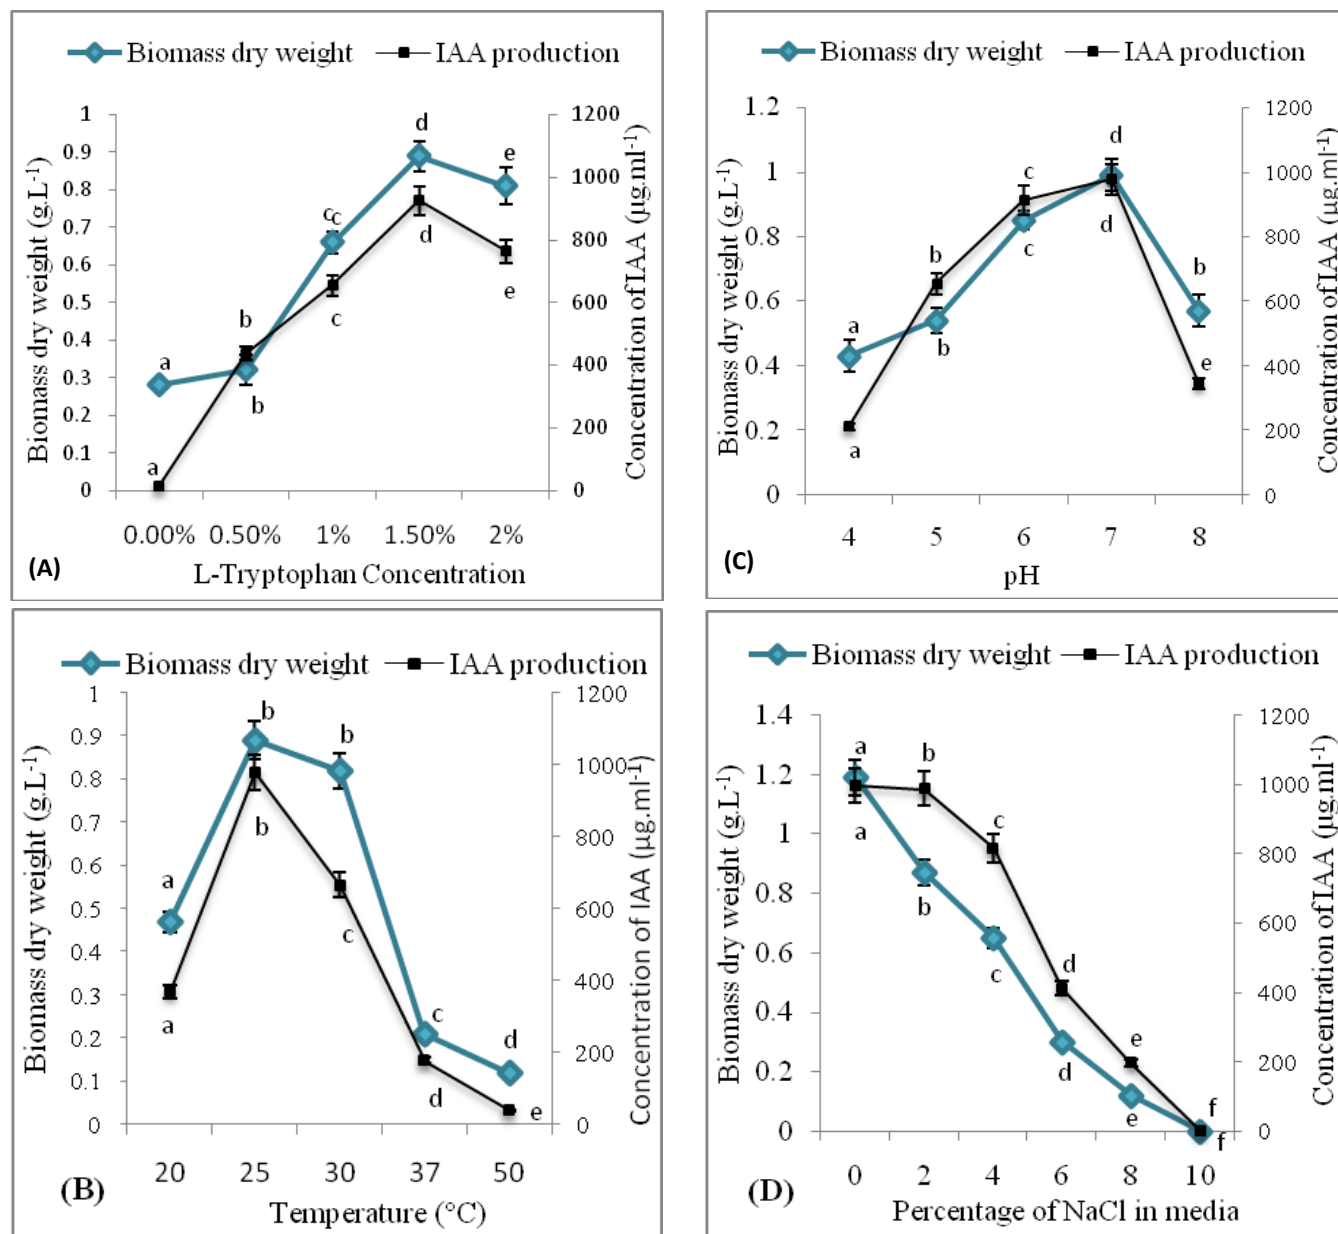 Biomass dry weight IAA production
Biomass dry weight (g.L-1)
1
0.9
0.8
0.7
0.6
0.5
0.4
0.3
0.2
0.1
0
1200
1000
800
600
400
200
0
Concentration of IAA (µg.ml-1)
a
b
c
c
d
e
a
b
c
d
e
0.00% 0.50% 1% 1.50% 2%
(A)
L-Tryptophan Concentration
Biomass dry weight IAA production
Biomass dry weight (g.L-1)
1.2
1
0.8
0.6
0.4
0.2
0
1200
1000
800
600
400
200
0
Concentration of IAA (µg.ml-1)
a
b
c
d
b
a
b
c
d
e
4 5 6 7 8
(C)
pH
Biomass dry weight IAA production
Biomass dry weight (g.L-1)
1
0.9
0.8
0.7
0.6
0.5
0.4
0.3
0.2
0.1
0
1200
1000
800
600
400
200
0
Concentration of IAA (µg.ml-1)
a
b
b
c
d
a
b
c
d
e
20 25 30 37 50
(B)
Temperature (°C)
Biomass dry weight IAA production
Biomass dry weight (g.L-1)
1.4
1.2
1
0.8
0.6
0.4
0.2
0
1200
1000
800
600
400
200
0
Concentration of IAA (µg.ml-1)
a
b
c
d
e
f
a
b
c
d
e
f
0 2 4 6 8 10
(D)
Percentage of NaCl in media